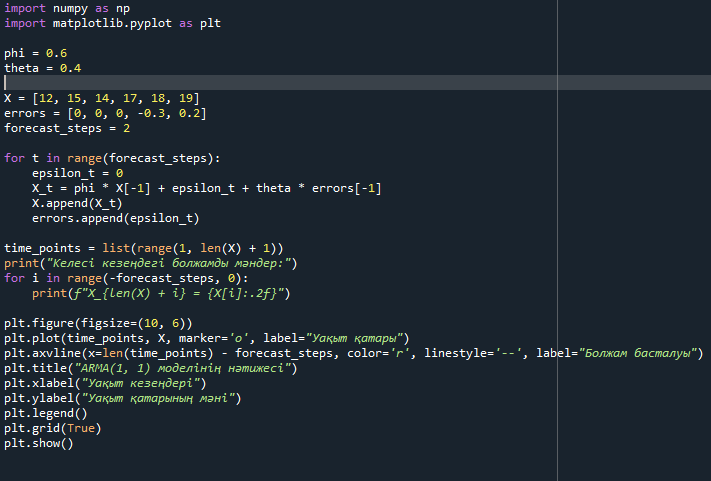 import numpy as np
import matplotlib.pyplot as plt
phi = 0.6
theta = 0.4
X = [12, 15, 14, 17, 18, 19]
errors = [0, 0, 0, -0.3, 0.2]
forecast_steps = 2
for t in range(forecast_steps):
    epsilon_t = 0
    X_t = phi * X[-1] + epsilon_t + theta * errors[-1]
    X.append(X_t)
    errors.append(epsilon_t)
time_points = list(range(1, len(X) + 1))
print("Келесі кезеңдегі болжамды мәндер:")
for i in range(-forecast_steps, 0):
    print(f"X_{len(X) + i} = {X[i]:.2f}")
plt.figure(figsize=(10, 6))
plt.plot(time_points, X, marker='o', label="Уақыт қатары")
plt.axvline(x=len(time_points) - forecast_steps, color='r', linestyle='--', label="Болжам басталуы")
plt.title("ARMA(1, 1) моделінің нәтижесі")
plt.xlabel("Уақыт кезеңдері")
plt.ylabel("Уақыт қатарының мәні")
plt.legend()
plt.grid(True)
plt.show()